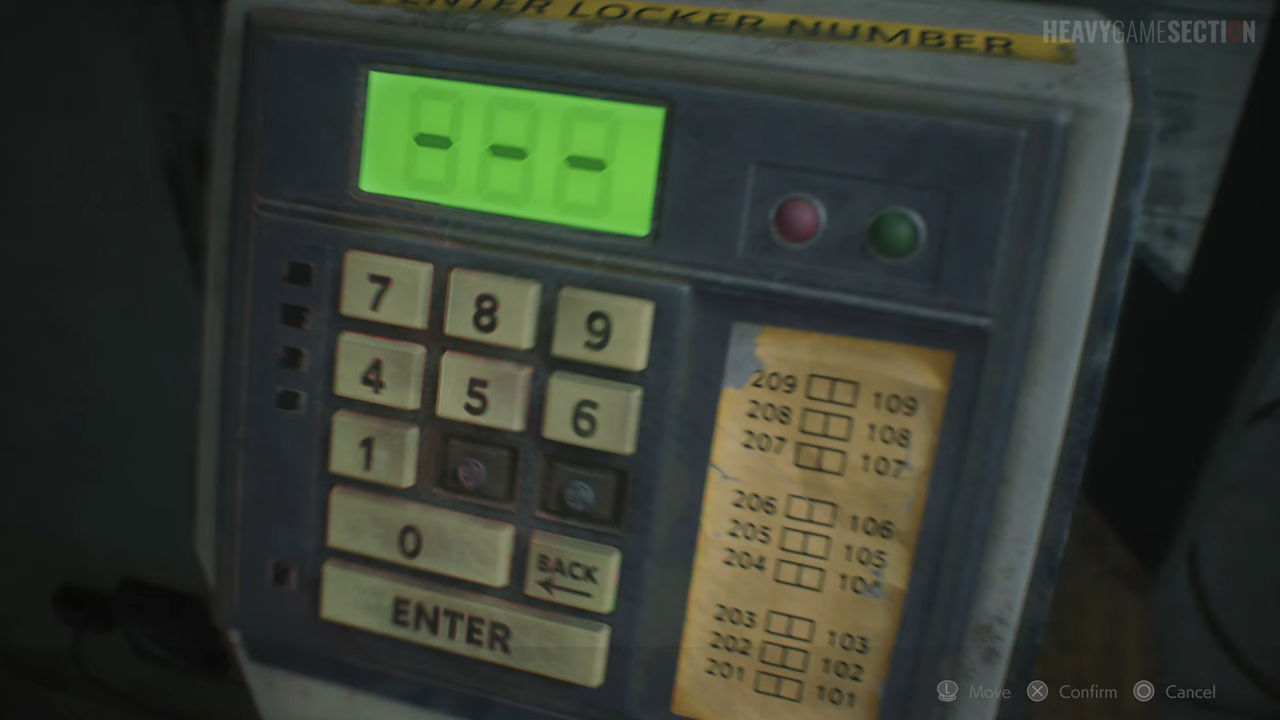 ENTER LOCKER NUMBER
HEAVYGAMESECTION
---
7 8 9
4 5 6
1
0 BACK
ENTER
209 109
208 108
207 107
206 106
205 105
204 104
203 103
202 102
201 101
L Move Confirm Cancel